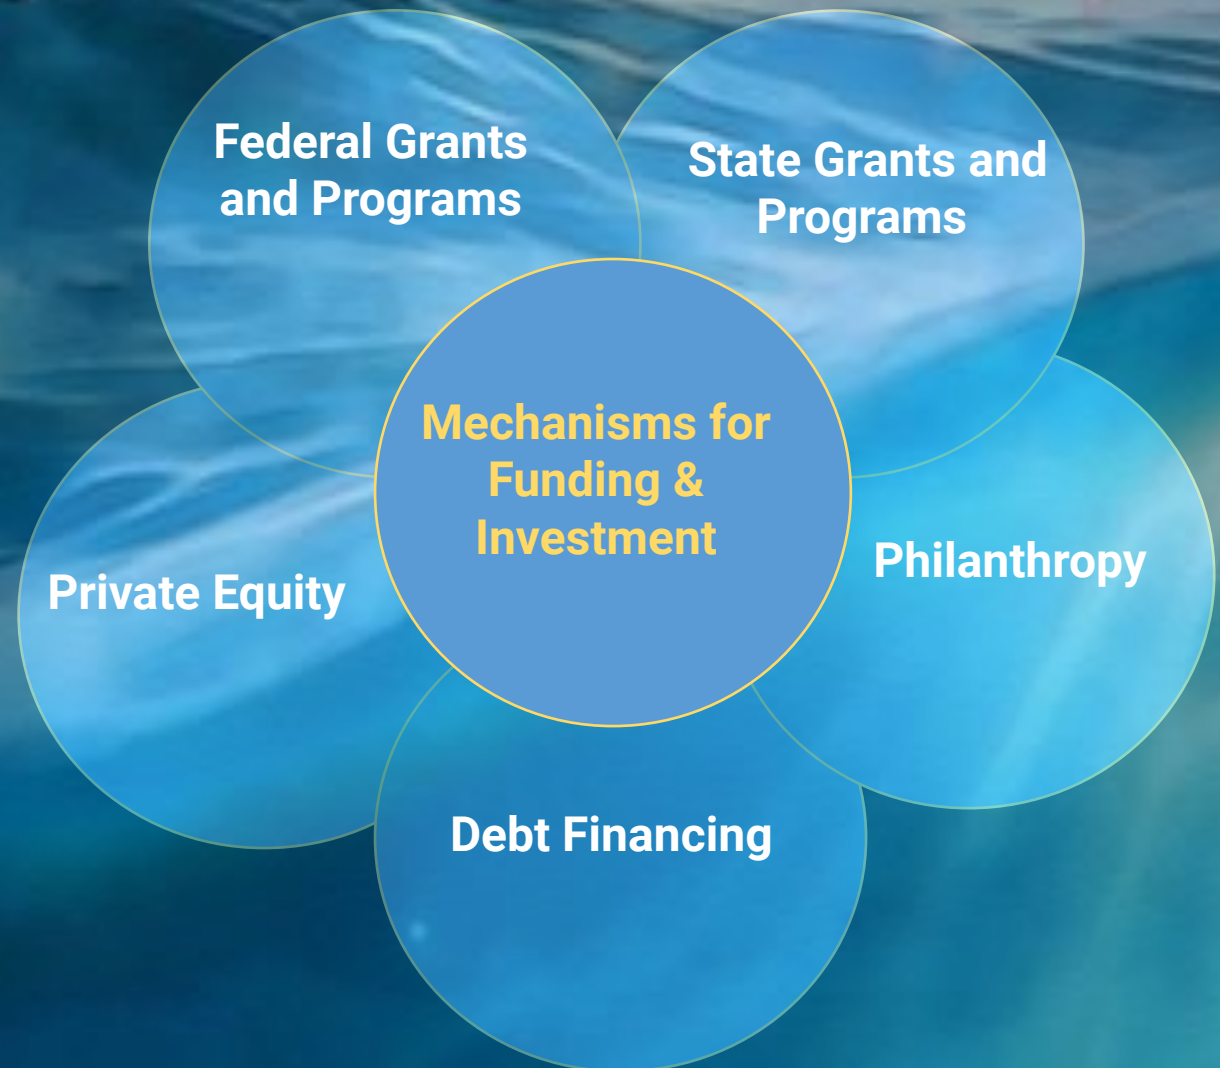 Federal Grants
and Programs
State Grants and
Programs
Mechanisms for
Funding &
Investment
Philanthropy
Private Equity
Debt Financing